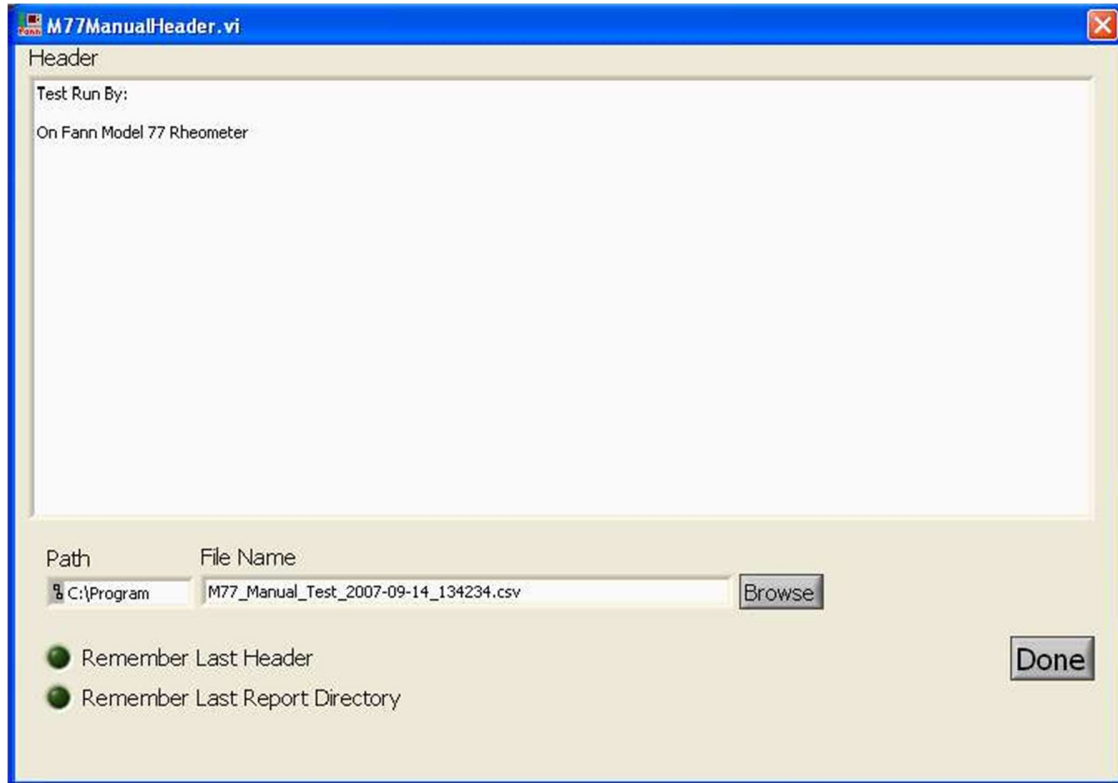 M77ManualHeader.vi
Header
Test Run By:
On Fann Model 77 Rheometer
Path File Name
C:\Program M77_Manual_Test_2007-09-14_134234.csv Browse
Remember Last Header
Done
Remember Last Report Directory